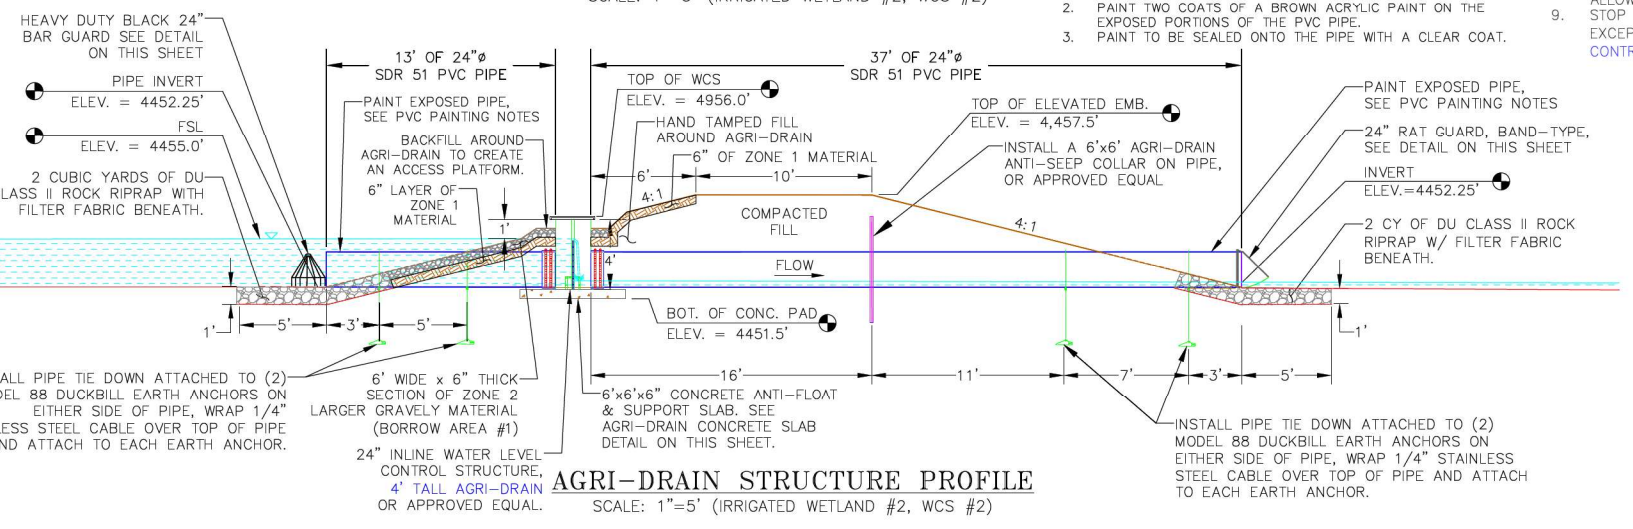 2. PAINT TWO COATS OF A BROWN ACRYLIC PAINT ON THE
EXPOSED PORTIONS OF THE PVC PIPE.
3. PAINT TO BE SEALED ONTO THE PIPE WITH A CLEAR COAT.
9.
STOP
HEAVY DUTY BLACK 24"
BAR GUARD SEE DETAIL
ON THIS SHEET
PIPE INVERT
ELEV. = 4452.25'
FSL
ELEV. = 4455.0'
2 CUBIC YARDS OF DU
CLASS II ROCK RIPRAP WITH
FILTER FABRIC BENEATH.
13' OF 24"ø
SDR 51 PVC PIPE
PAINT EXPOSED PIPE,
SEE PVC PAINTING NOTES
BACKFILL AROUND
AGRI-DRAIN TO CREATE
AN ACCESS PLATFORM.
6" LAYER OF
ZONE 1
MATERIAL
37' OF 24"ø
SDR 51 PVC PIPE
TOP OF WCS
ELEV. = 4956.0'
HAND TAMPED FILL
AROUND AGRI-DRAIN
6" OF ZONE 1 MATERIAL
6'
10'
4:1
1'
4'
COMPACTED
FILL
FLOW
TOP OF ELEVATED EMB.
ELEV. = 4,457.5'
INSTALL A 6'x6' AGRI-DRAIN
ANTI-SEEP COLLAR ON PIPE,
OR APPROVED EQUAL
4:1
PAINT EXPOSED PIPE,
SEE PVC PAINTING NOTES
24" RAT GUARD, BAND-TYPE,
SEE DETAIL ON THIS SHEET
INVERT
ELEV.=4452.25'
2 CY OF DU CLASS II ROCK
RIPRAP W/ FILTER FABRIC
BENEATH.
1'
5'
3'
5'
BOT. OF CONC. PAD
ELEV. = 4451.5'
16'
11'
7'
3'
5'
1'
PIPE TIE DOWN ATTACHED TO (2)
88 DUCKBILL EARTH ANCHORS ON
EITHER SIDE OF PIPE, WRAP 1/4"
STEEL CABLE OVER TOP OF PIPE
AND ATTACH TO EACH EARTH ANCHOR.
6' WIDE x 6" THICK
SECTION OF ZONE 2
LARGER GRAVELY MATERIAL
(BORROW AREA #1)
24" INLINE WATER LEVEL
CONTROL STRUCTURE,
4' TALL AGRI-DRAIN
OR APPROVED EQUAL.
6'x6'x6" CONCRETE ANTI-FLOAT
& SUPPORT SLAB. SEE
AGRI-DRAIN CONCRETE SLAB
DETAIL ON THIS SHEET.
INSTALL PIPE TIE DOWN ATTACHED TO (2)
MODEL 88 DUCKBILL EARTH ANCHORS ON
EITHER SIDE OF PIPE, WRAP 1/4" STAINLESS
STEEL CABLE OVER TOP OF PIPE AND ATTACH
TO EACH EARTH ANCHOR.
AGRI-DRAIN STRUCTURE PROFILE
SCALE: 1"=5' (IRRIGATED WETLAND #2, WCS #2)